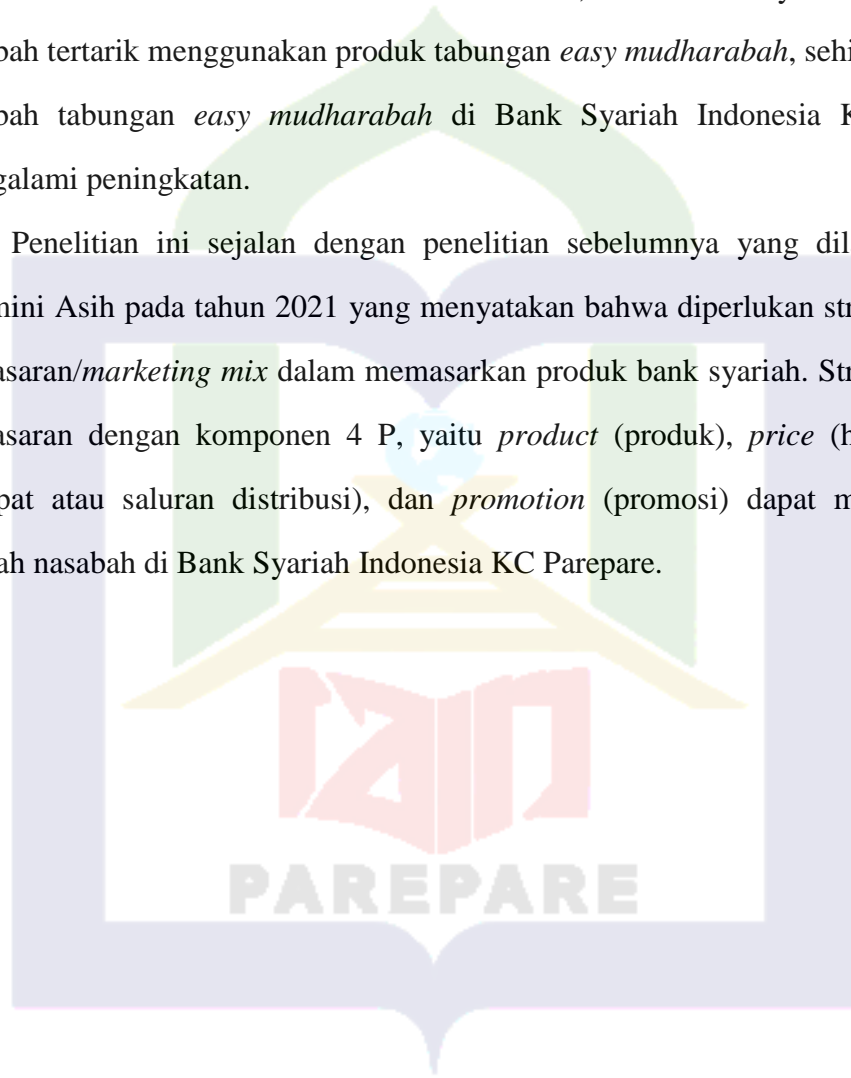 bah tertarik menggunakan produk tabungan easy mudharabah, sehi
bah tabungan easy mudharabah di Bank Syariah Indonesia K
galami peningkatan.
Penelitian ini sejalan dengan penelitian sebelumnya yang dil
nini Asih pada tahun 2021 yang menyatakan bahwa diperlukan str
asaran/marketing mix dalam memasarkan produk bank syariah. Str
asaran dengan komponen 4 P, yaitu product (produk), price (h
pat atau saluran distribusi), dan promotion (promosi) dapat m
ah nasabah di Bank Syariah Indonesia KC Parepare.
PAREPARE